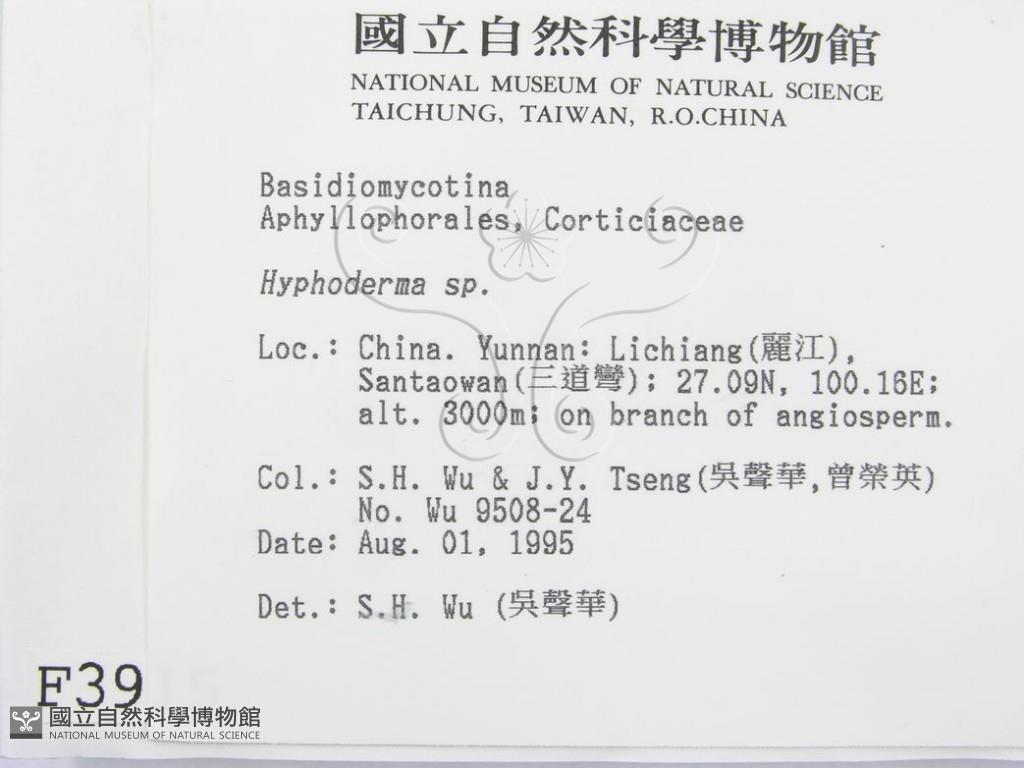 國立自然科學博物館
NATIONAL MUSEUM OF NATURAL SCIENCE
TAICHUNG, TAIWAN, R.O.CHINA
Basidiomycotina
Aphyllophorales, Corticiaceae
Hyphoderma sp.
Loc.: China. Yunnan: Lichiang(麗江),
Santaowan(三道彎); 27.09N, 100.16E;
alt. 3000m; on branch of angiosperm.
Col.: S.H. Wu & J.Y. Tseng(吳聲華,曾榮英)
No. Wu 9508-24
Date: Aug. 01, 1995
Det.: S.H. Wu (吳聲華)
F39
國立自然科學博物館
NATIONAL MUSEUM OF NATURAL SCIENCE